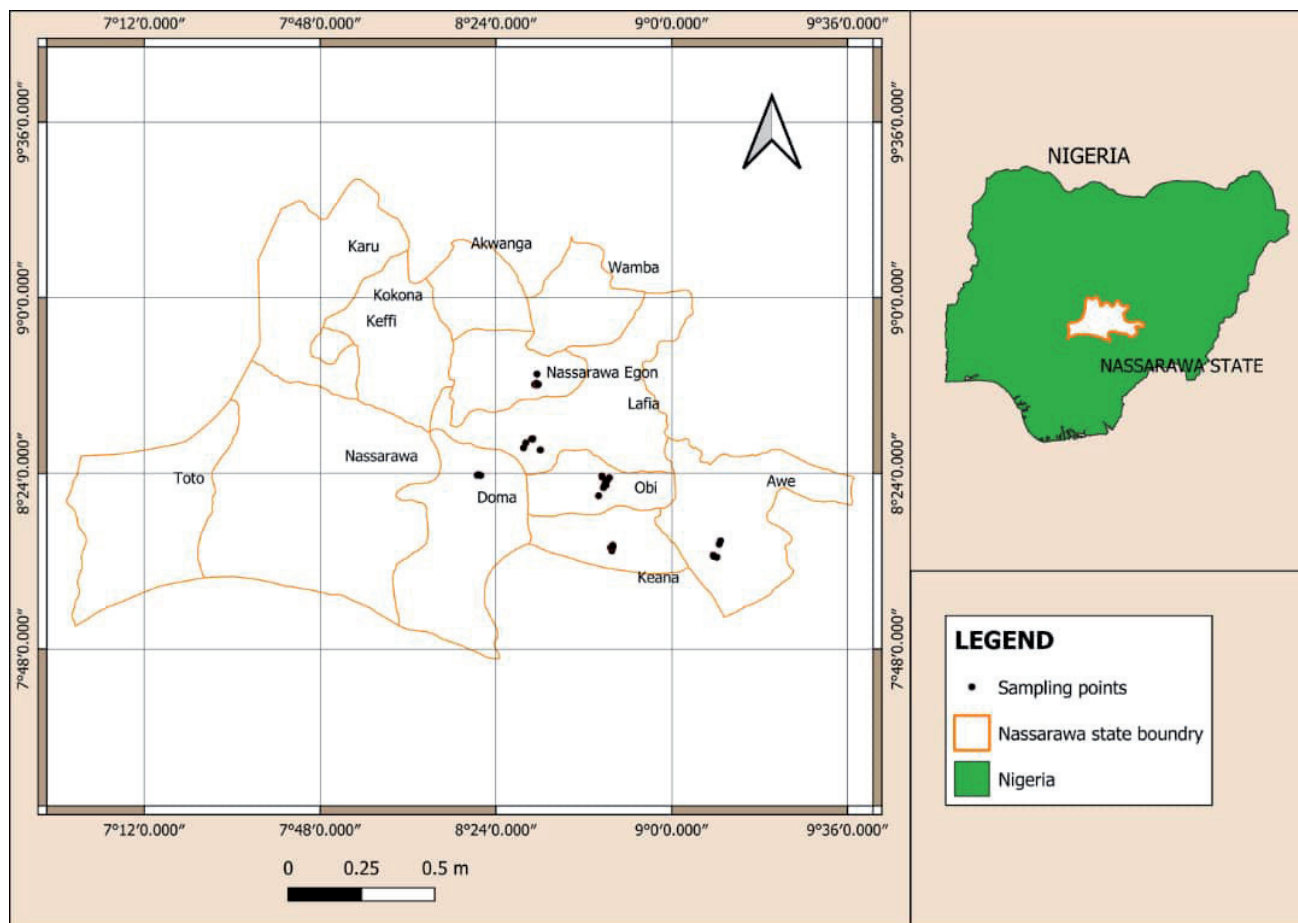 7°12′0.000″ 7°48′0.000″ 8°24′0.000″ 9°0′0.000″ 9°36′0.000″
9°36′0.000″ 9°36′0.000″
Karu
Akwanga
Wamba
Kokona
Keffi
9°0′0.000″ 9°0′0.000″
Nassarawa Egon
Lafia
Nassarawa
Toto
Doma
Obi
Awe
8°24′0.000″ 8°24′0.000″
Keana
7°48′0.000″ 7°48′0.000″
7°12′0.000″ 7°48′0.000″ 8°24′0.000″ 9°0′0.000″ 9°36′0.000″
0 0.25 0.5 m
NIGERIA
NASSARAWA STATE
LEGEND
Sampling points
Nassarawa state boundry
Nigeria